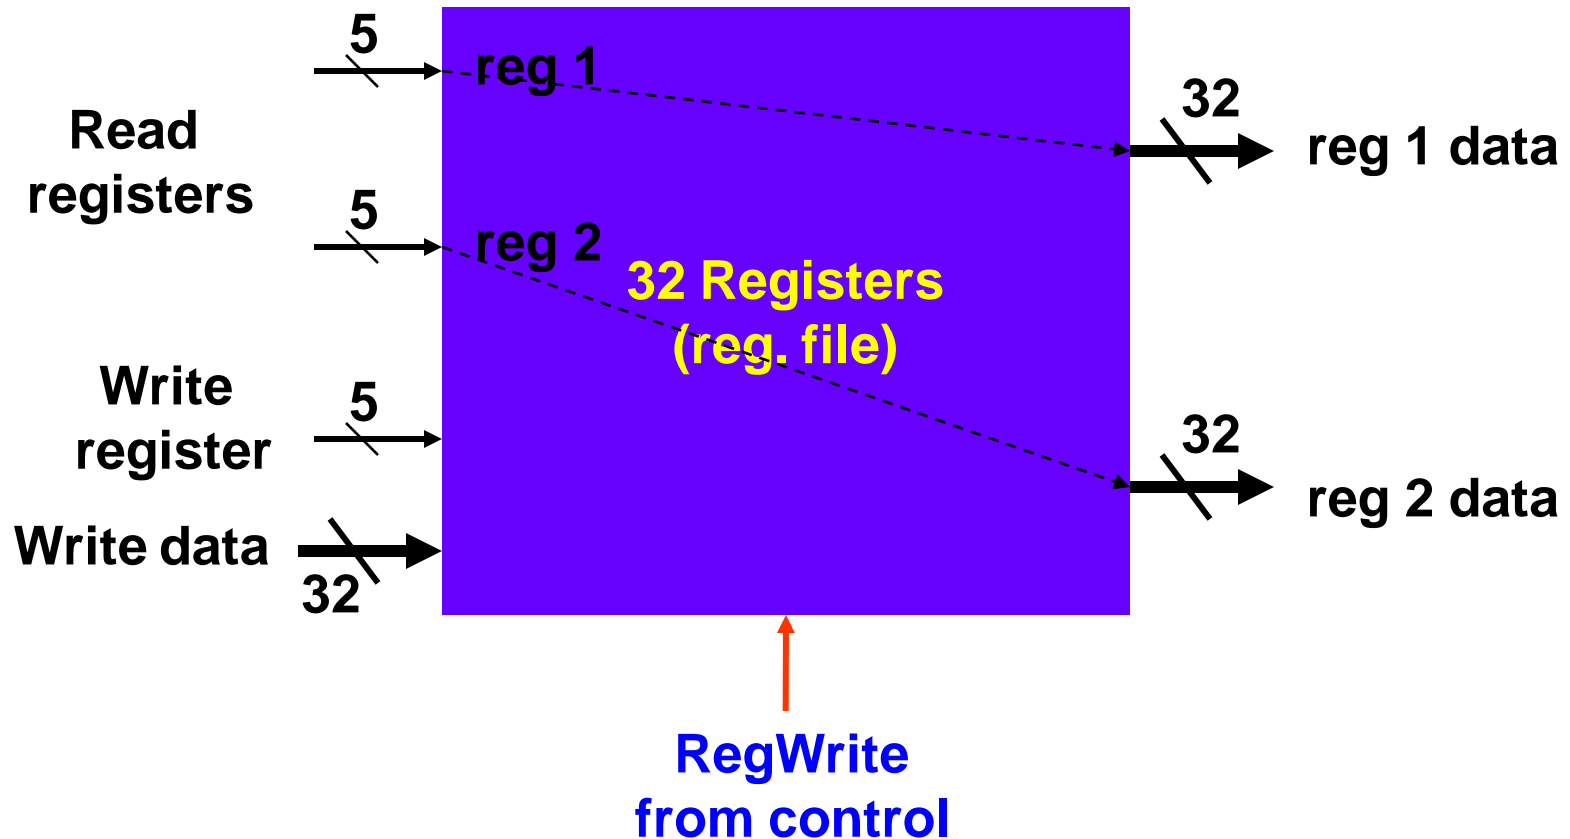 5
reg 1
32
reg 1 data
Read
registers
5
reg 2
32 Registers
(reg. file)
Write
register
5
32
reg 2 data
Write data
32
RegWrite
from control